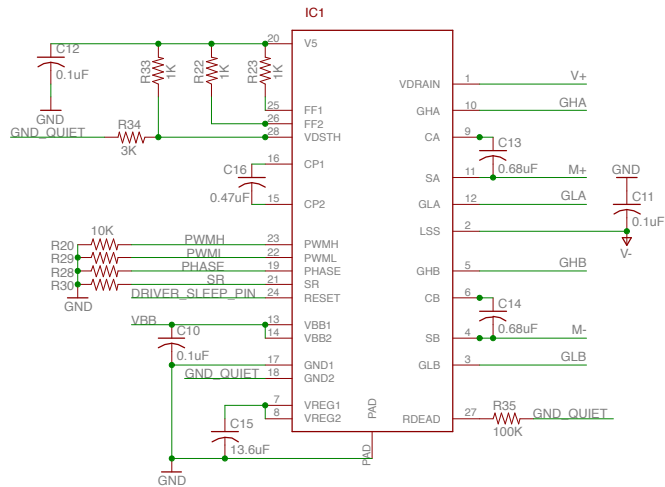 IC1
C12
0.1uF
GND
R33
1K
R22
1K
R23
1K
20
V5
25
FF1
26
FF2
28
VDSTH
GND_QUIET
R34
3K
16
CP1
C16
0.47uF
15
CP2
10K
R20
R29
R28
R30
GND
PWMH
23
PWMH
PWML
22
PWML
PHASE
19
PHASE
SR
21
SR
DRIVER_SLEEP_PIN
24
RESET
VBB
13
VBB1
14
VBB2
C10
0.1uF
17
GND1
GND_QUIET
18
GND2
7
VREG1
8
VREG2
C15
13.6uF
GND
PAD
PAD
VDRAIN
1
V+
GHA
10
GHA
CA
9
C13
0.68uF
SA
11
M+
GLA
12
GLA
GND
C11
0.1uF
LSS
2
V-
GHB
5
GHB
CB
6
C14
0.68uF
SB
4
M-
GLB
3
GLB
RDEAD
27
R35
100K
GND_QUIET